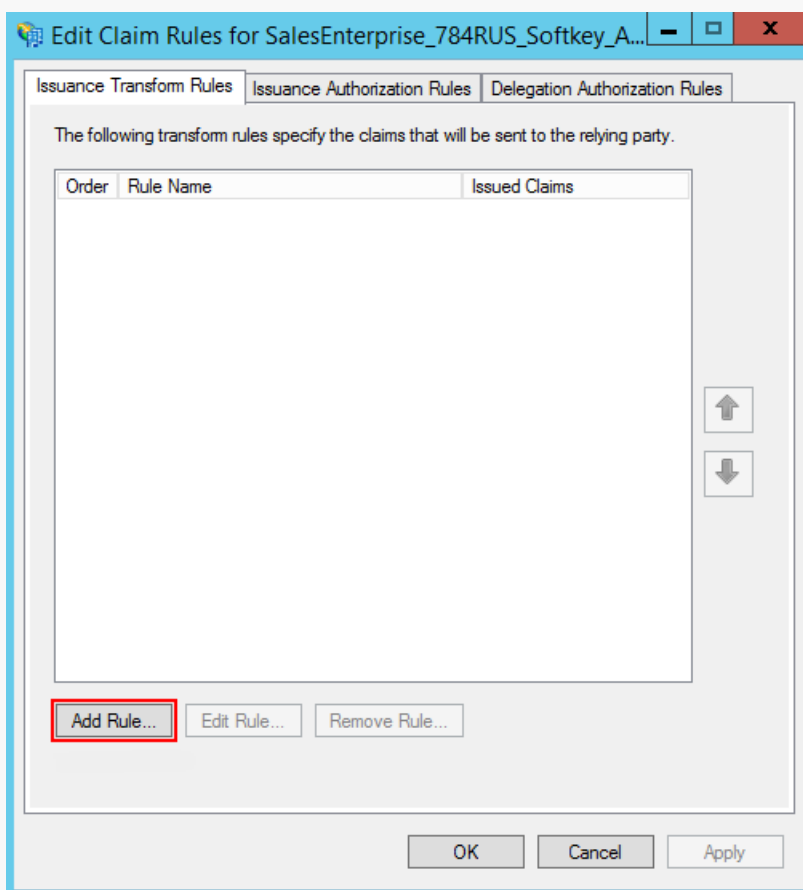 Edit Claim Rules for SalesEnterprise_784RUS_Softkey_A...
Issuance Transform Rules Issuance Authorization Rules Delegation Authorization Rules
The following transform rules specify the claims that will be sent to the relying party.
Order Rule Name Issued Claims
Add Rule... Edit Rule... Remove Rule...
OK Cancel Apply